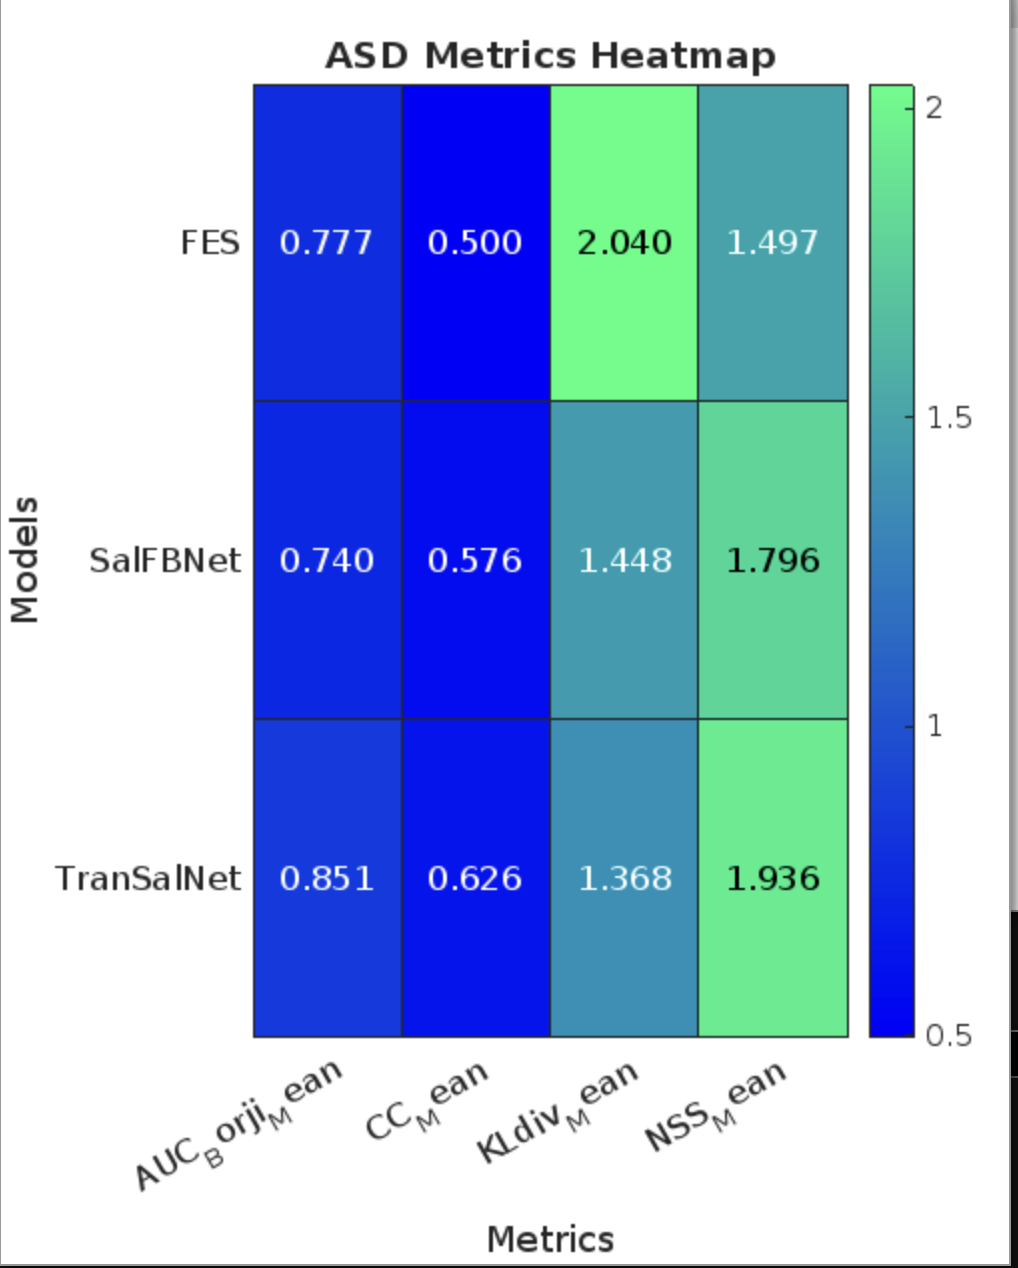 ASD Metrics Heatmap
2
FES 0.777 0.500 2.040 1.497
1.5
Models
SalFBNet 0.740 0.576 1.448 1.796
1
TranSalNet 0.851 0.626 1.368 1.936
0.5
AUC_Borji_Mean CC_Mean KLdiv_Mean NSS_Mean
Metrics